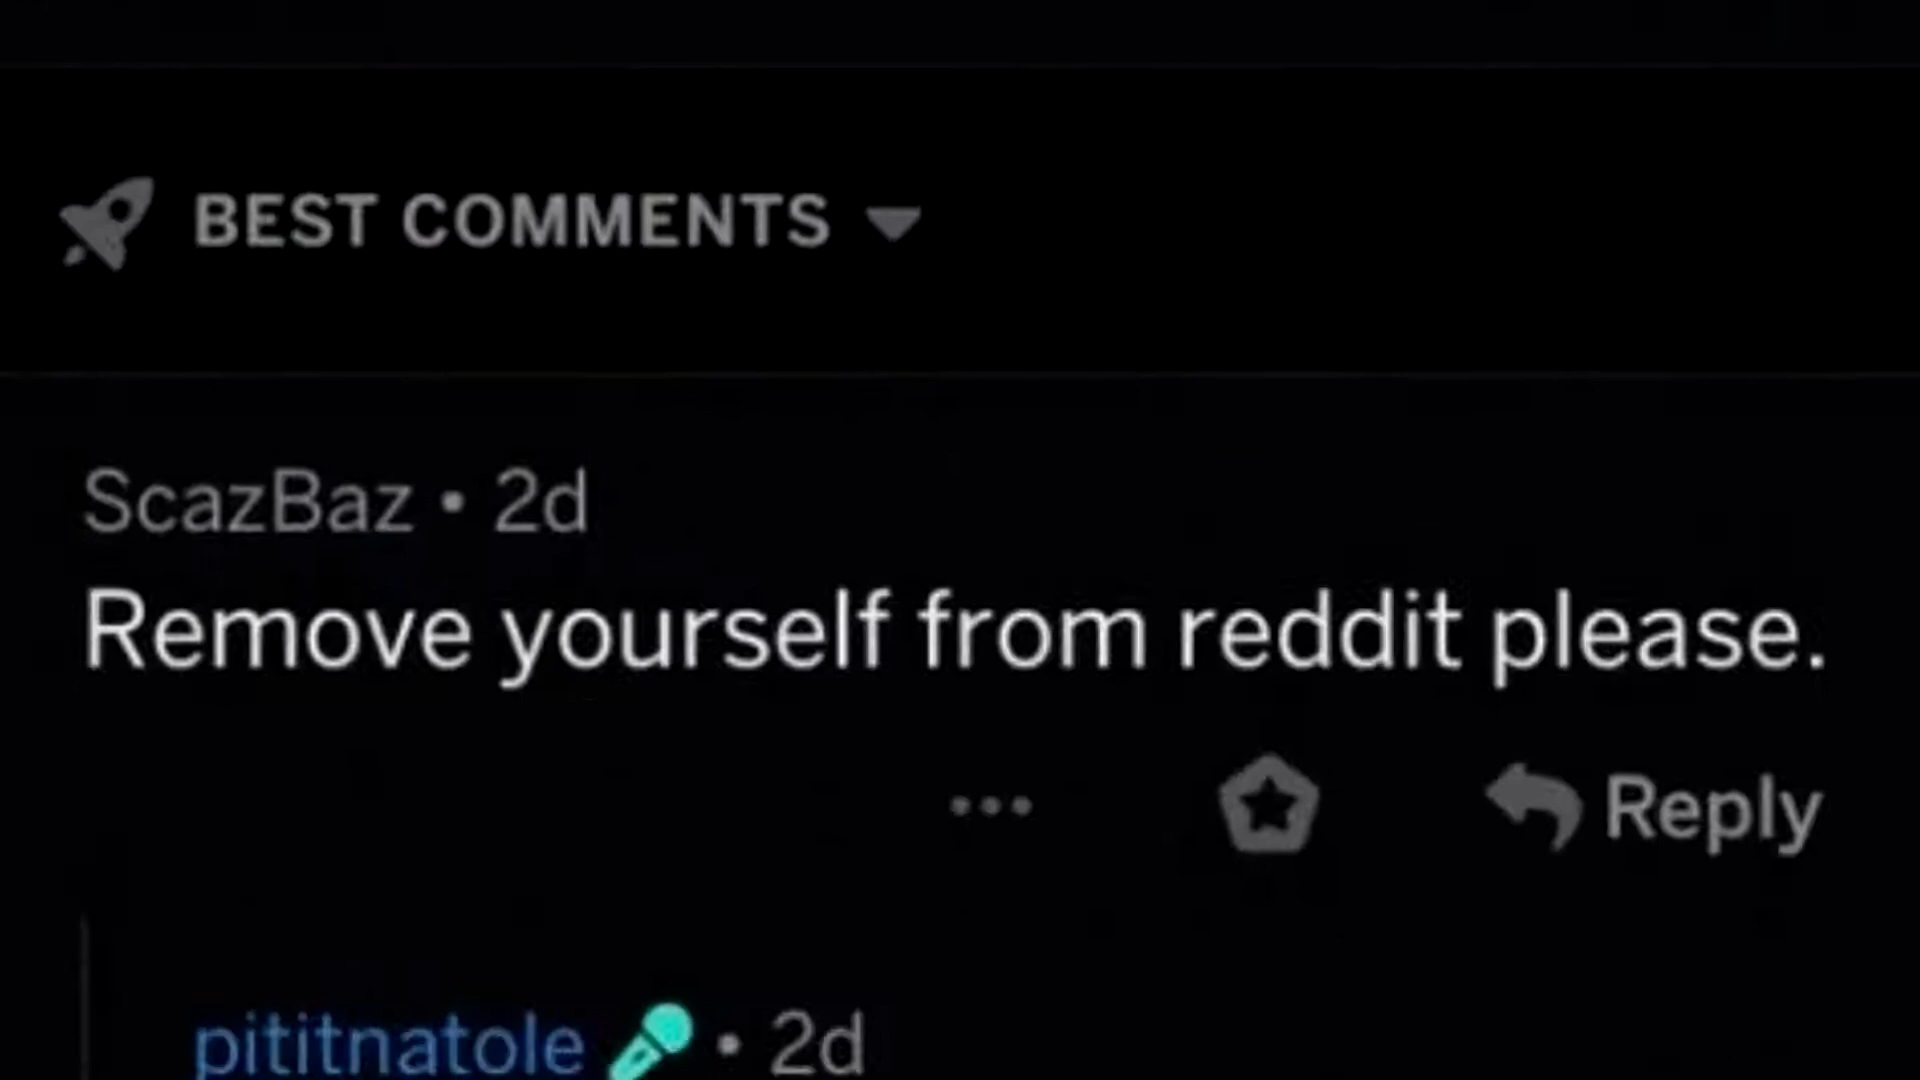 BEST COMMENTS
ScazBaz • 2d
Remove yourself from reddit please.
Reply
pititnatole • 2d